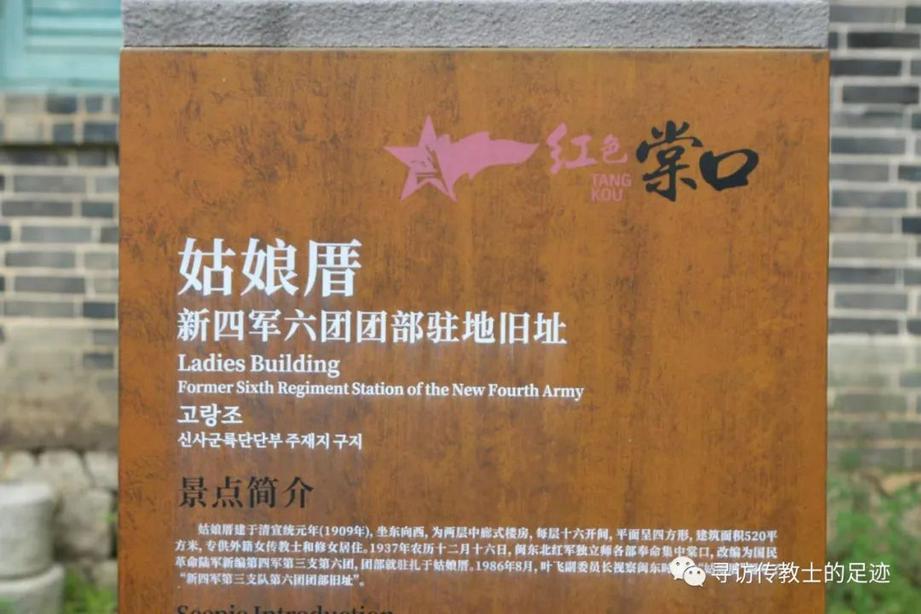 红色棠口
TANG
KOU
姑娘厝
新四军六团团部驻地旧址
Ladies Building
Former Sixth Regiment Station of the New Fourth Army
고랑조
신사군륙단단부 주재지 구지
景点简介
姑娘厝建于清宣统元年(1909年), 坐东向西, 为两层中廊式楼房, 每层十六开间, 平面呈四方形, 建筑面积520平
方米, 专供外籍女传教士和修女居住。1937年农历十二月十六日, 闽东北红军独立师各部奉命集中棠口, 改编为国民
革命陆军新编第四军第三支第六团, 团部就驻扎于姑娘厝。1986年8月, 叶飞副委员长视察闽东时
“新四军第三支队第六团团部旧址”。
Scenic Introduction
寻访传教士的足迹